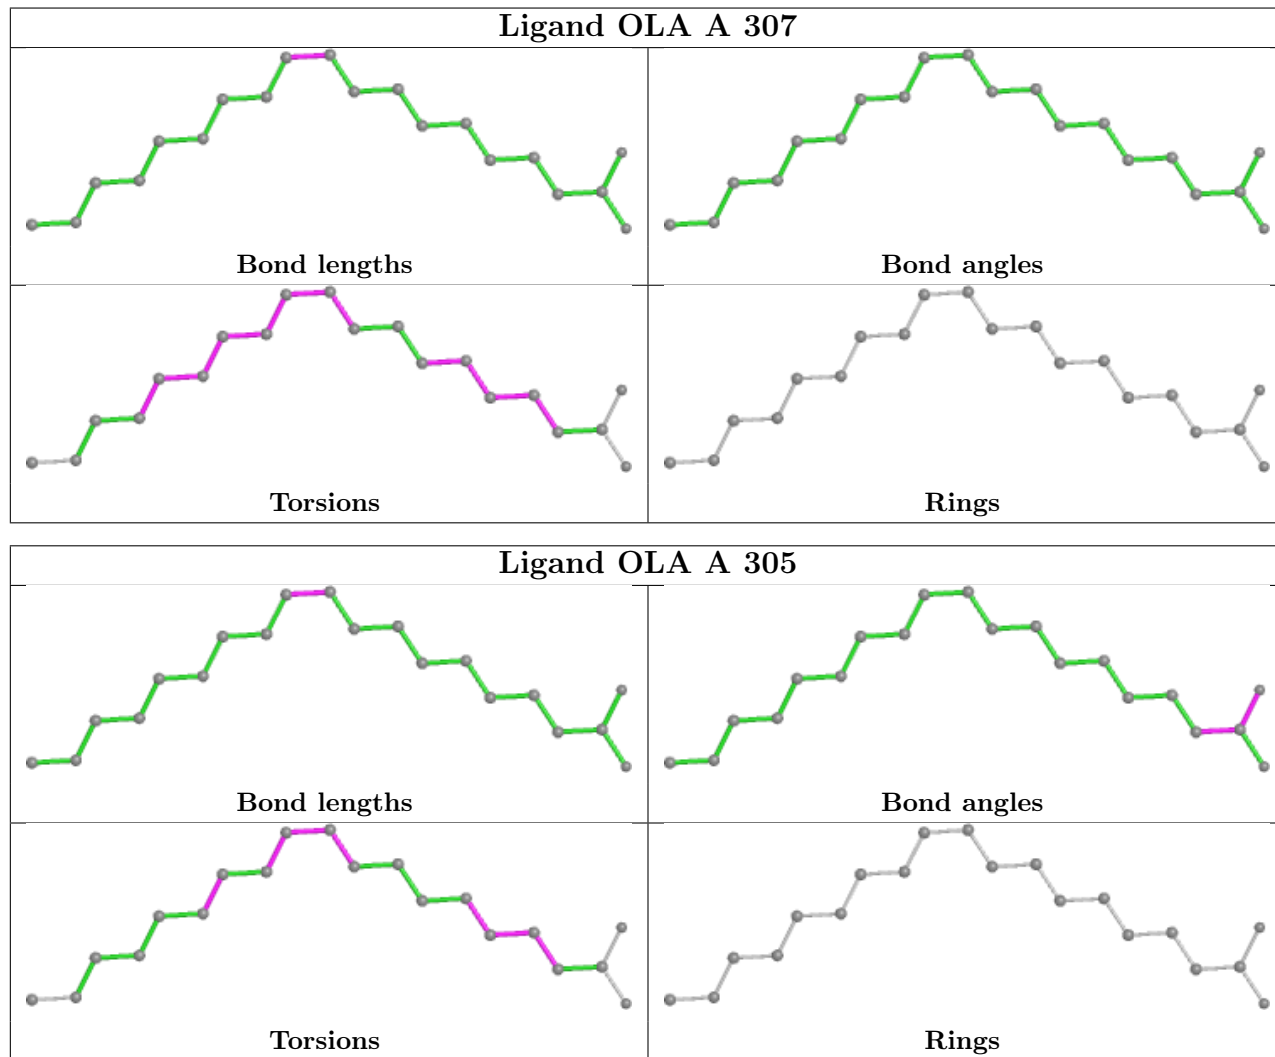 Ligand OLA A 307
Bond lengths
Bond angles
Torsions
Rings
Ligand OLA A 305
Bond lengths
Bond angles
Torsions
Rings